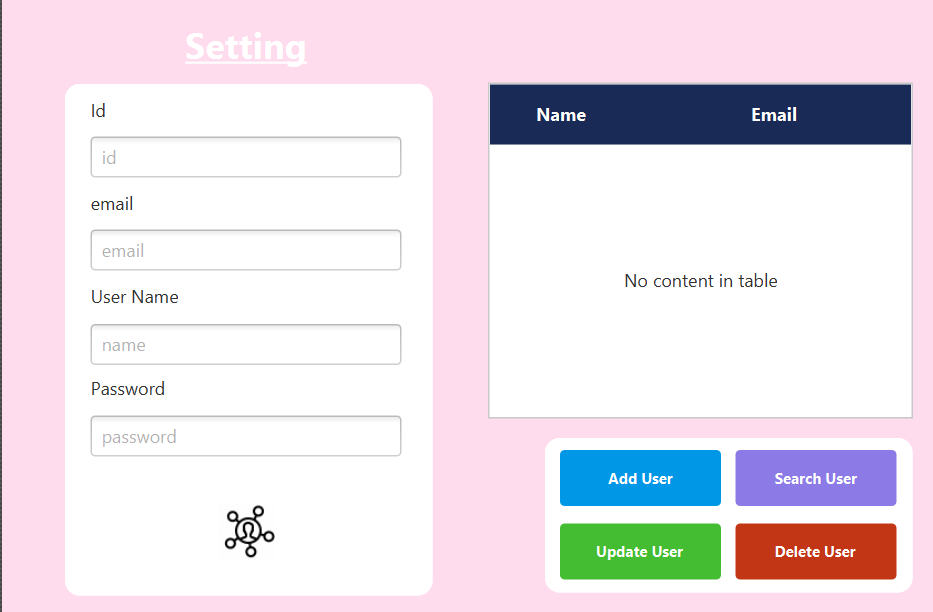 Setting
Id
id
email
email
User Name
name
Password
password
Name Email
No content in table
Add User Search User
Update User Delete User